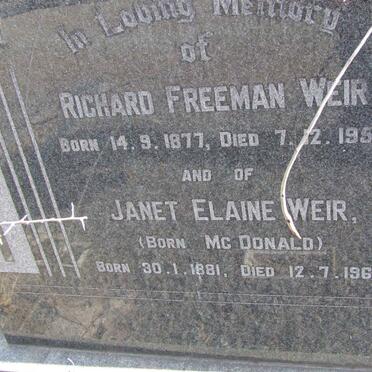 In Loving Memory
of
RICHARD FREEMAN WEIR
BORN 14.9.1877, DIED 7.12.195
AND OF
JANET ELAINE WEIR,
(BORN MC DONALD)
BORN 30.1.1881, DIED 12.7.196